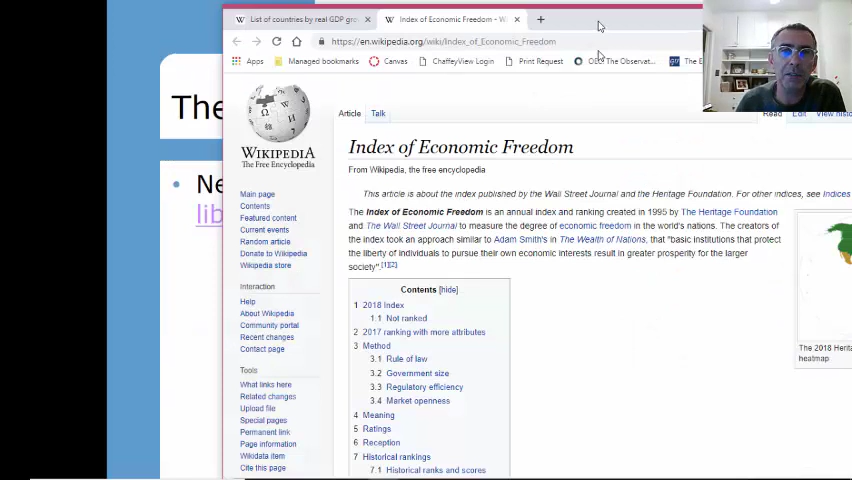 List of countries by real GDP gro
Index of Economic Freedom - W
https://en.wikipedia.org/wiki/Index_of_Economic_Freedom
Apps
Managed bookmarks
Canvas
ChaffeyView Login
Print Request
OEC The Observat...
The E
The
Ne
lib
WIKIPEDIA
The Free Encyclopedia
Main page
Contents
Featured content
Current events
Random article
Donate to Wikipedia
Wikipedia store
Interaction
Help
About Wikipedia
Community portal
Recent changes
Contact page
Tools
What links here
Related changes
Upload file
Special pages
Permanent link
Page information
Wikidata item
Cite this page
Article Talk
Read Edit View histo
Index of Economic Freedom
From Wikipedia, the free encyclopedia
This article is about the index published by the Wall Street Journal and the Heritage Foundation. For other indices, see Indices
The Index of Economic Freedom is an annual index and ranking created in 1995 by The Heritage Foundation
and The Wall Street Journal to measure the degree of economic freedom in the world's nations. The creators of
the index took an approach similar to Adam Smith's in The Wealth of Nations, that "basic institutions that protect
the liberty of individuals to pursue their own economic interests result in greater prosperity for the larger
society".[1][2]
Contents [hide]
1 2018 Index
1.1 Not ranked
2 2017 ranking with more attributes
3 Method
3.1 Rule of law
3.2 Government size
3.3 Regulatory efficiency
3.4 Market openness
4 Meaning
5 Ratings
6 Reception
7 Historical rankings
7.1 Historical ranks and scores
The 2018 Herita
heatmap